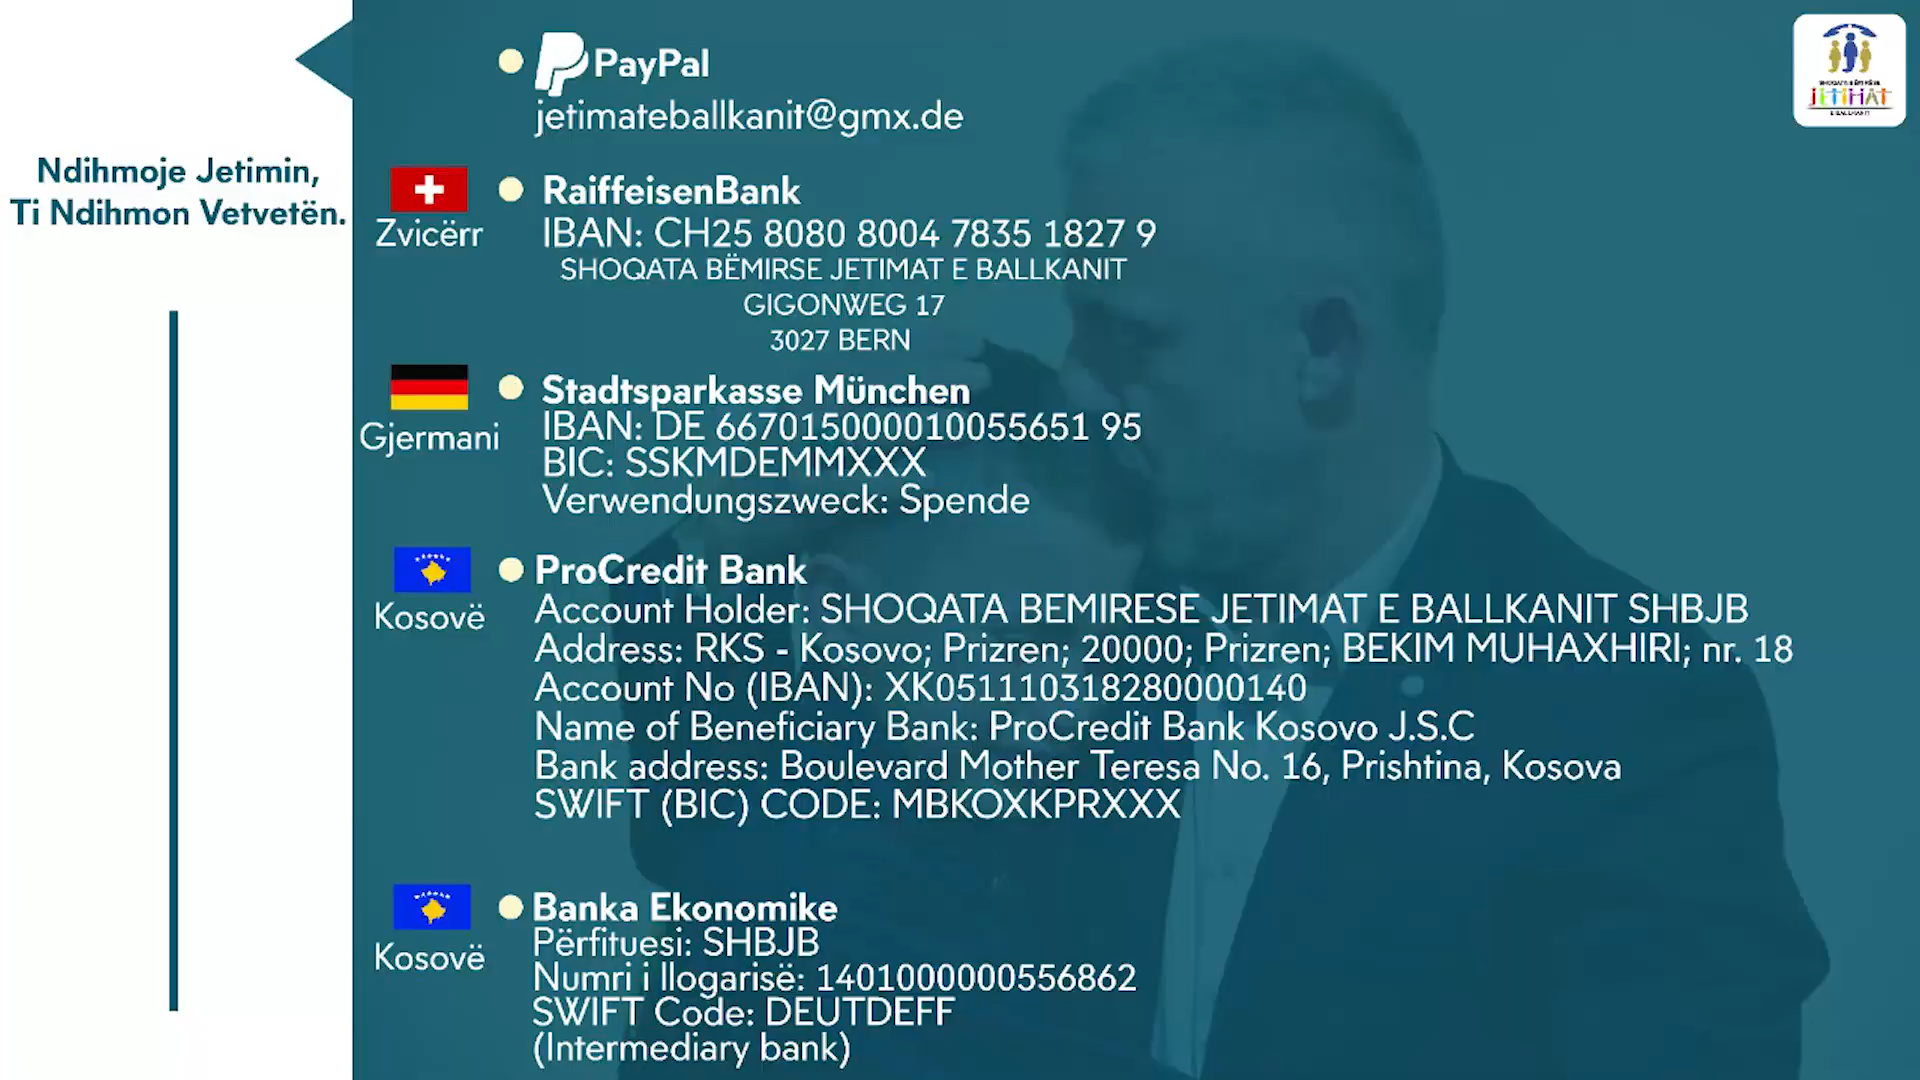 Ndihmoje Jetimin,
Ti Ndihmon Vetvetën.
PayPal
jetimateballkanit@gmx.de
Zvicërr
RaiffeisenBank
IBAN: CH25 8080 8004 7835 1827 9
SHOQATA BËMIRSE JETIMAT E BALLKANIT
GIGONWEG 17
3027 BERN
Gjermani
Stadtsparkasse München
IBAN: DE 667015000010055651 95
BIC: SSKMDEMMXXX
Verwendungszweck: Spende
Kosovë
ProCredit Bank
Account Holder: SHOQATA BEMIRESE JETIMAT E BALLKANIT SHBJB
Address: RKS - Kosovo; Prizren; 20000; Prizren; BEKIM MUHAXHIRI; nr. 18
Account No (IBAN): XK051110318280000140
Name of Beneficiary Bank: ProCredit Bank Kosovo J.S.C
Bank address: Boulevard Mother Teresa No. 16, Prishtina, Kosova
SWIFT (BIC) CODE: MBKOXKPRXXX
Kosovë
Banka Ekonomike
Përfituesi: SHBJB
Numri i llogarisë: 1401000000556862
SWIFT Code: DEUTDEFF
(Intermediary bank)
JETIMAT
E BALLKANIT